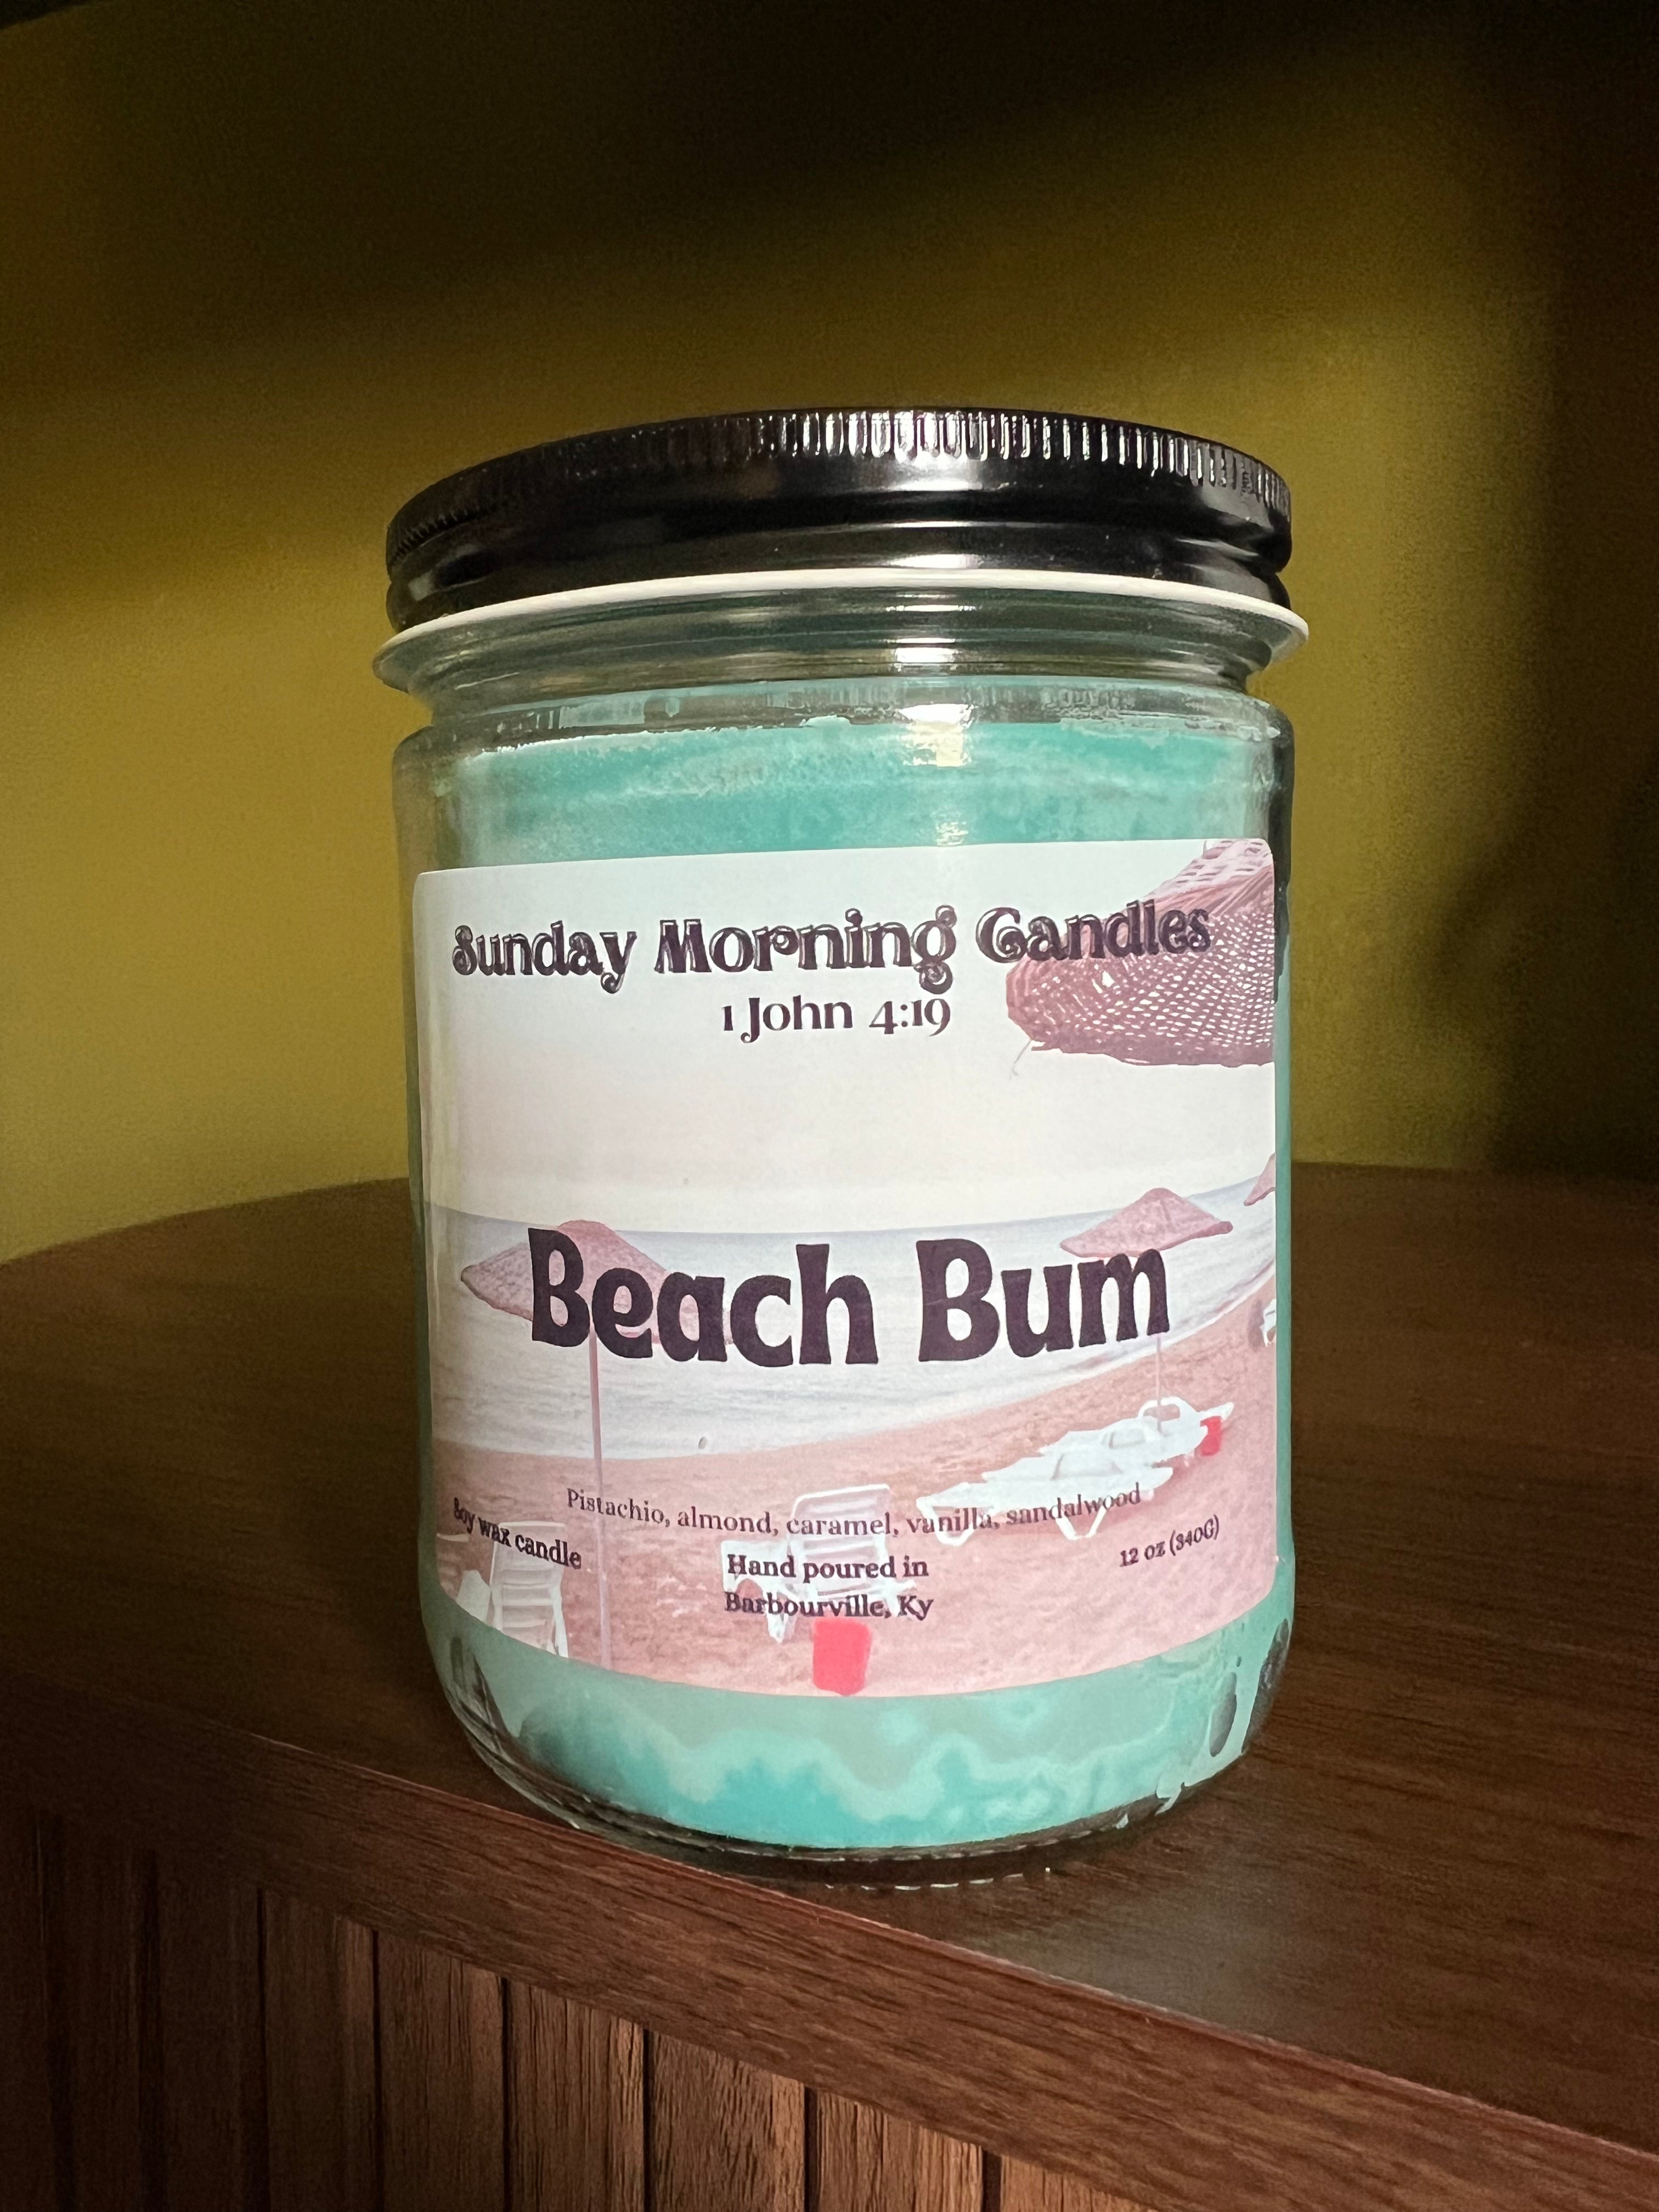 Sunday Morning Candles
1 John 4:19
Beach Bum
Pistachio, almond, caramel, vanilla, sandalwood
Soy wax candle
Hand poured in
Barbourville, Ky
12 oz (340G)